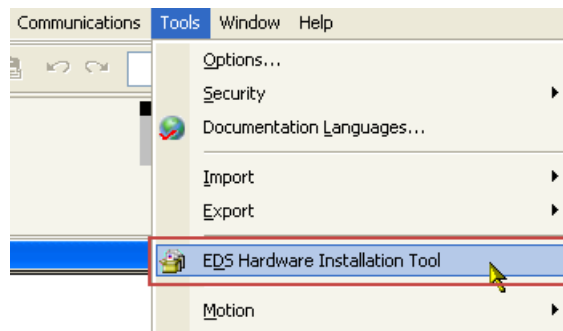 Communications Tools Window Help
Options...
Security
Documentation Languages...
Import
Export
EDS Hardware Installation Tool
Motion